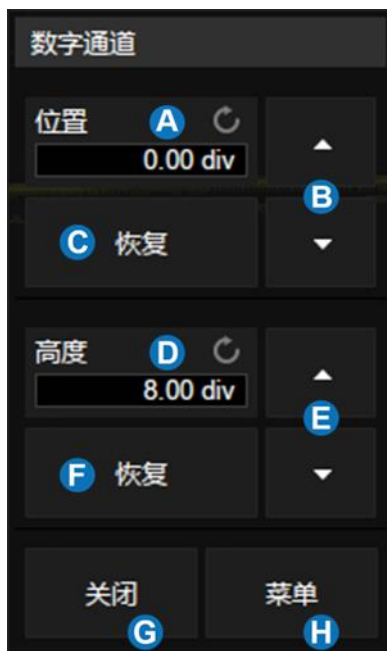 数字通道
位置 A
0.00 div
B
C 恢复
高度 D
8.00 div
E
F 恢复
关闭 菜单
G H